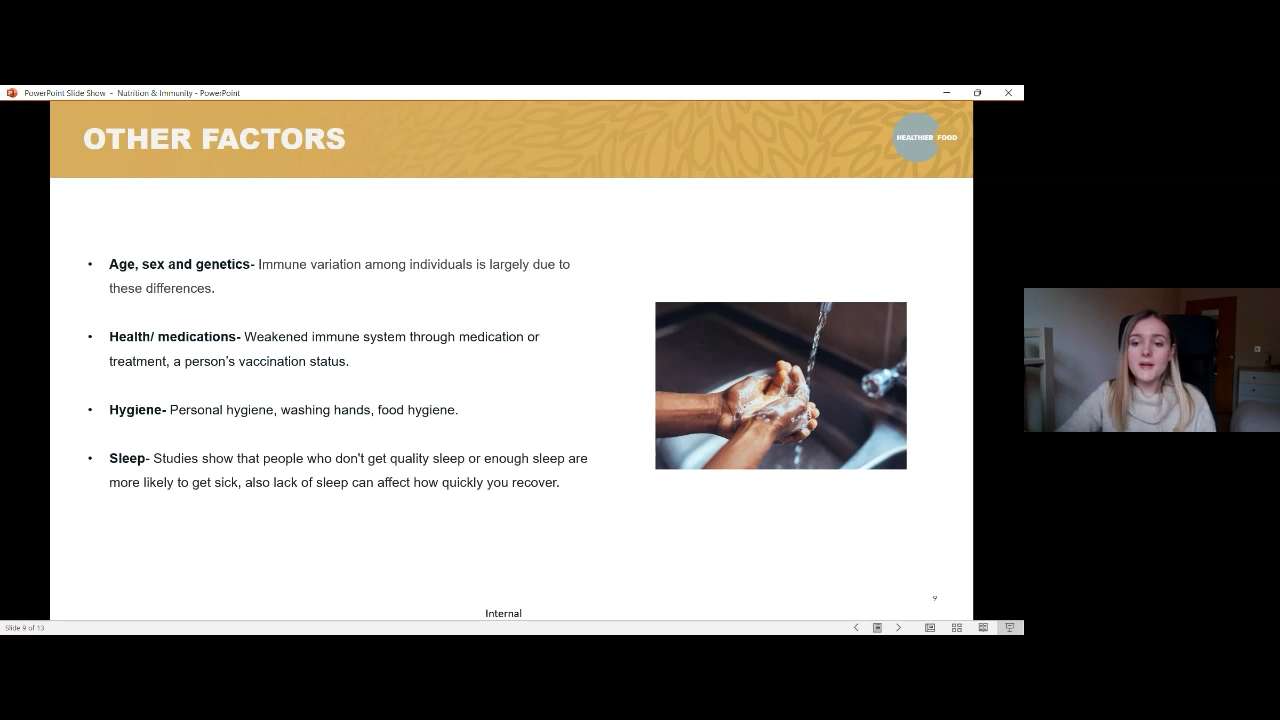 PowerPoint Slide Show - Nutrition & Immunity - PowerPoint
OTHER FACTORS
HEALTHIER FOOD
• Age, sex and genetics- Immune variation among individuals is largely due to
these differences.
• Health/ medications- Weakened immune system through medication or
treatment, a person’s vaccination status.
• Hygiene- Personal hygiene, washing hands, food hygiene.
• Sleep- Studies show that people who don't get quality sleep or enough sleep are
more likely to get sick, also lack of sleep can affect how quickly you recover.
9
Internal
Slide 9 of 13